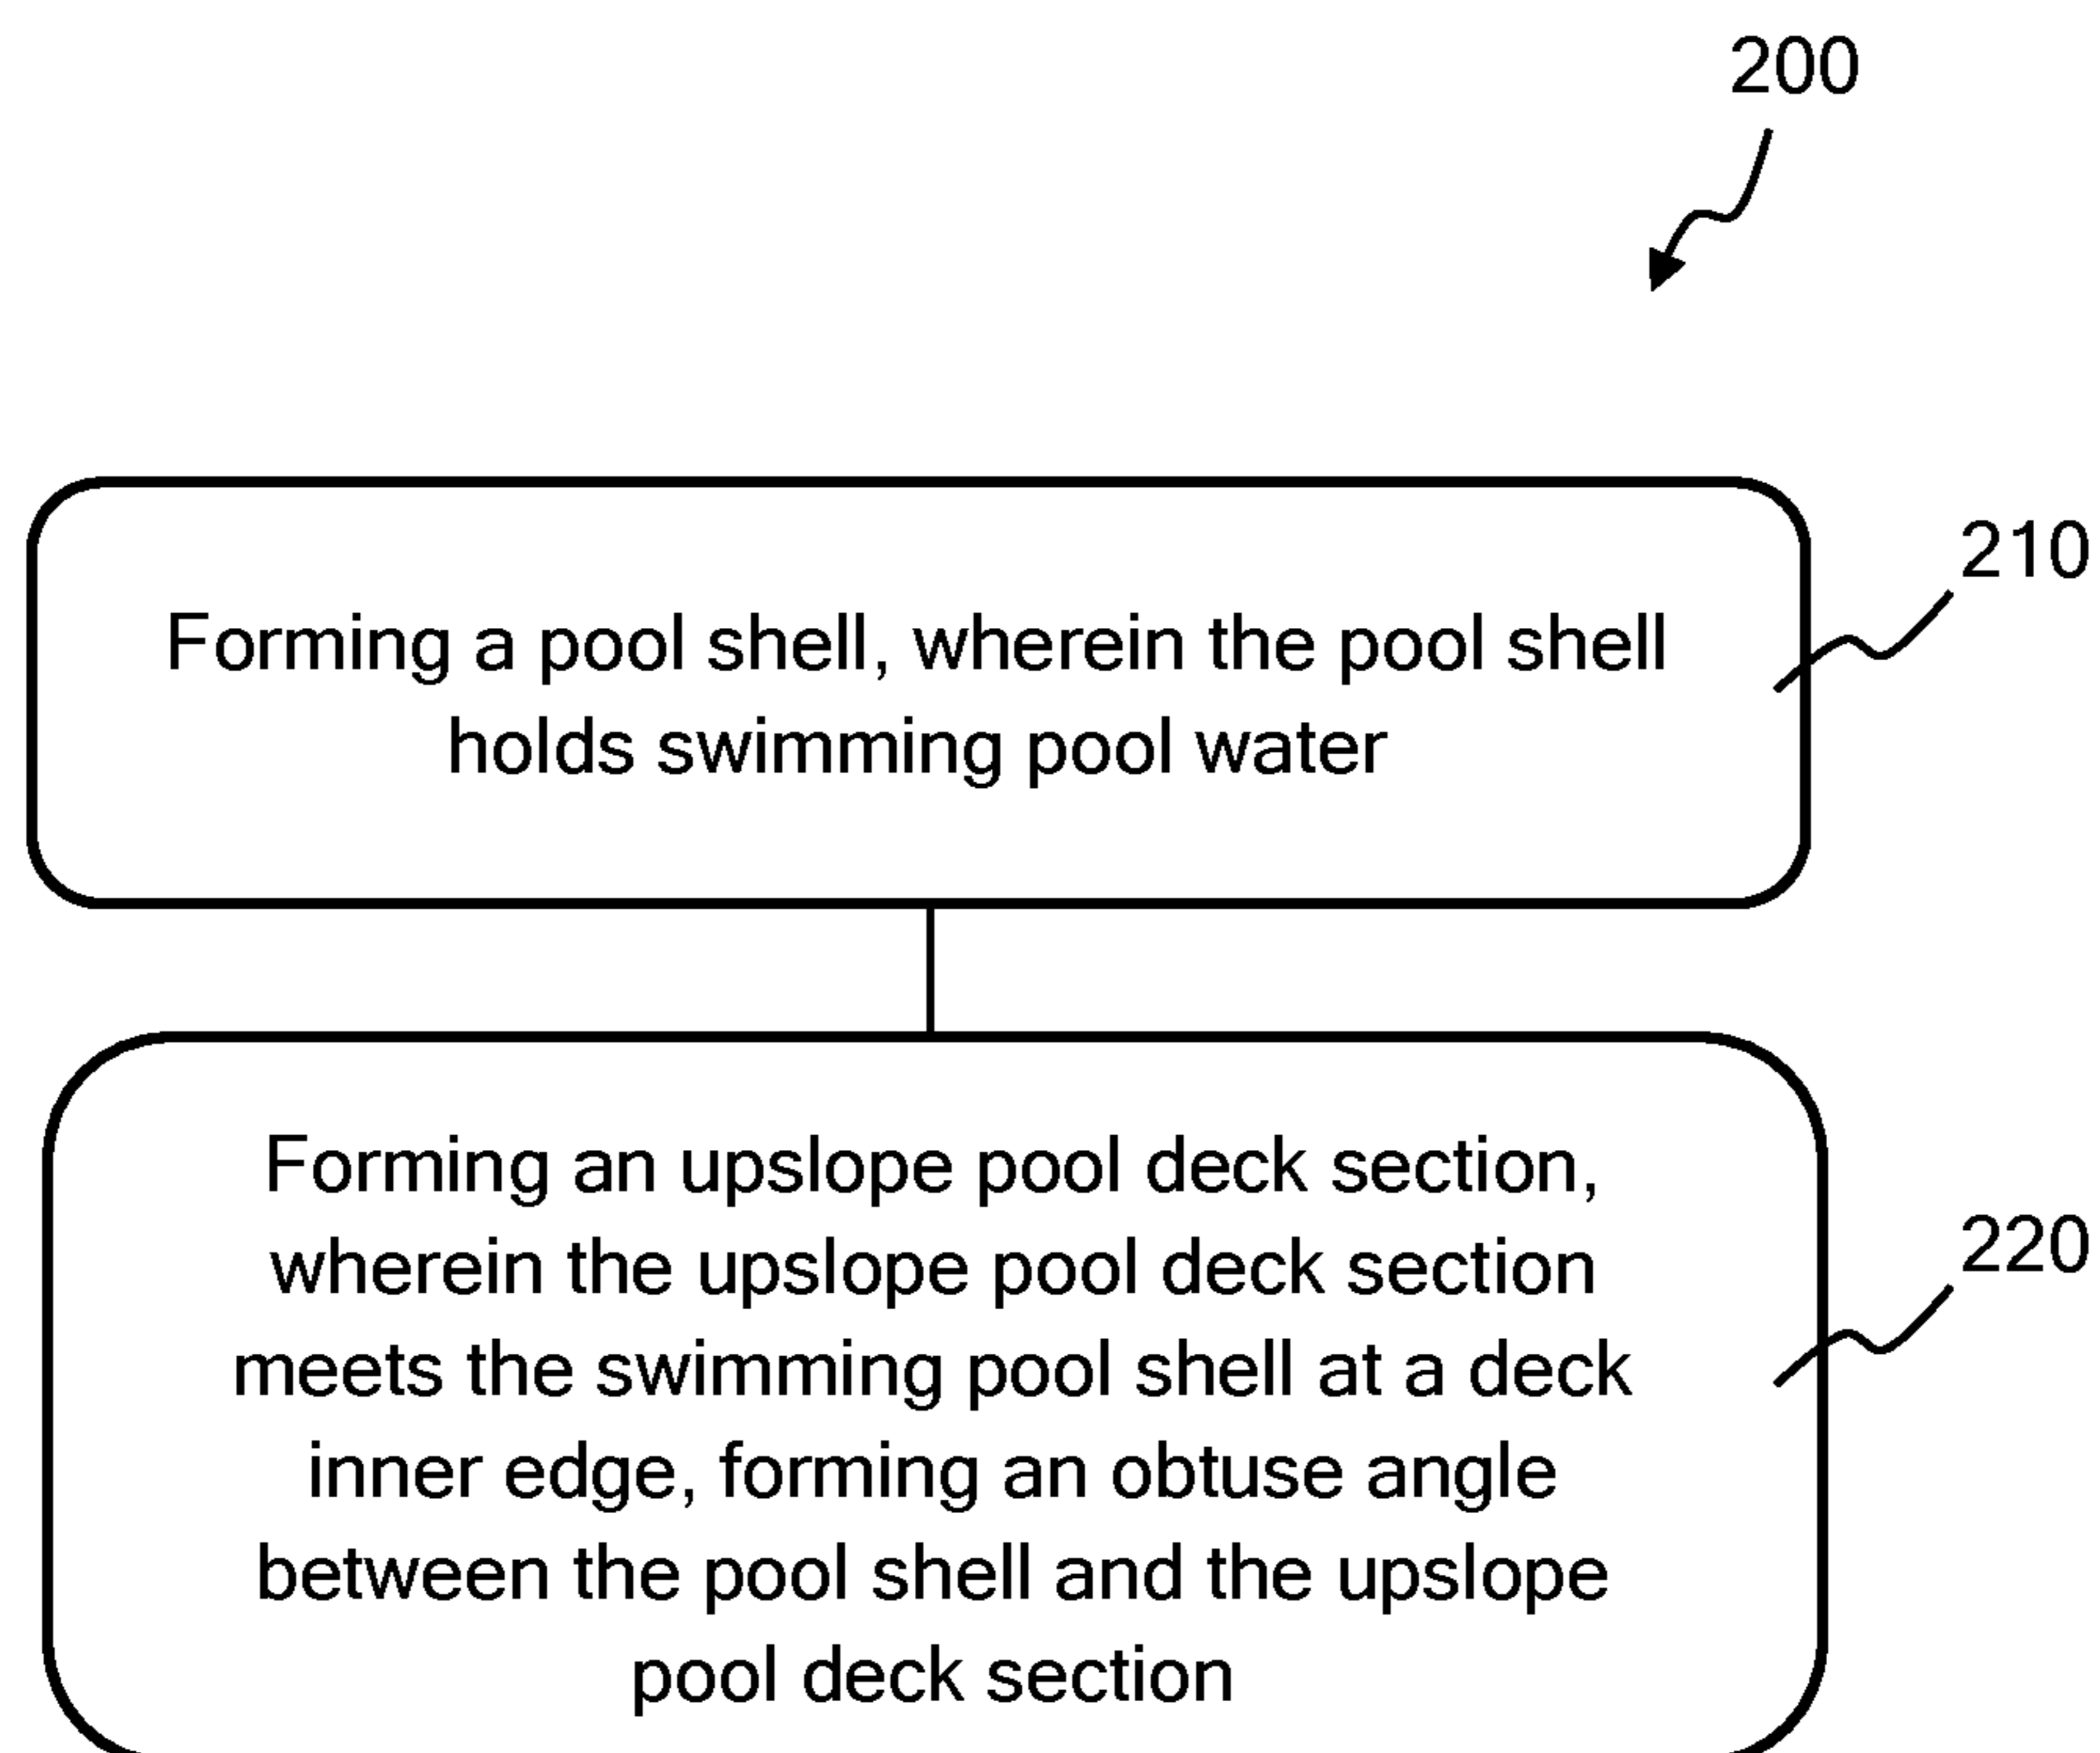 200
210
Forming a pool shell, wherein the pool shell
holds swimming pool water
220
Forming an upslope pool deck section,
wherein the upslope pool deck section
meets the swimming pool shell at a deck
inner edge, forming an obtuse angle
between the pool shell and the upslope
pool deck section